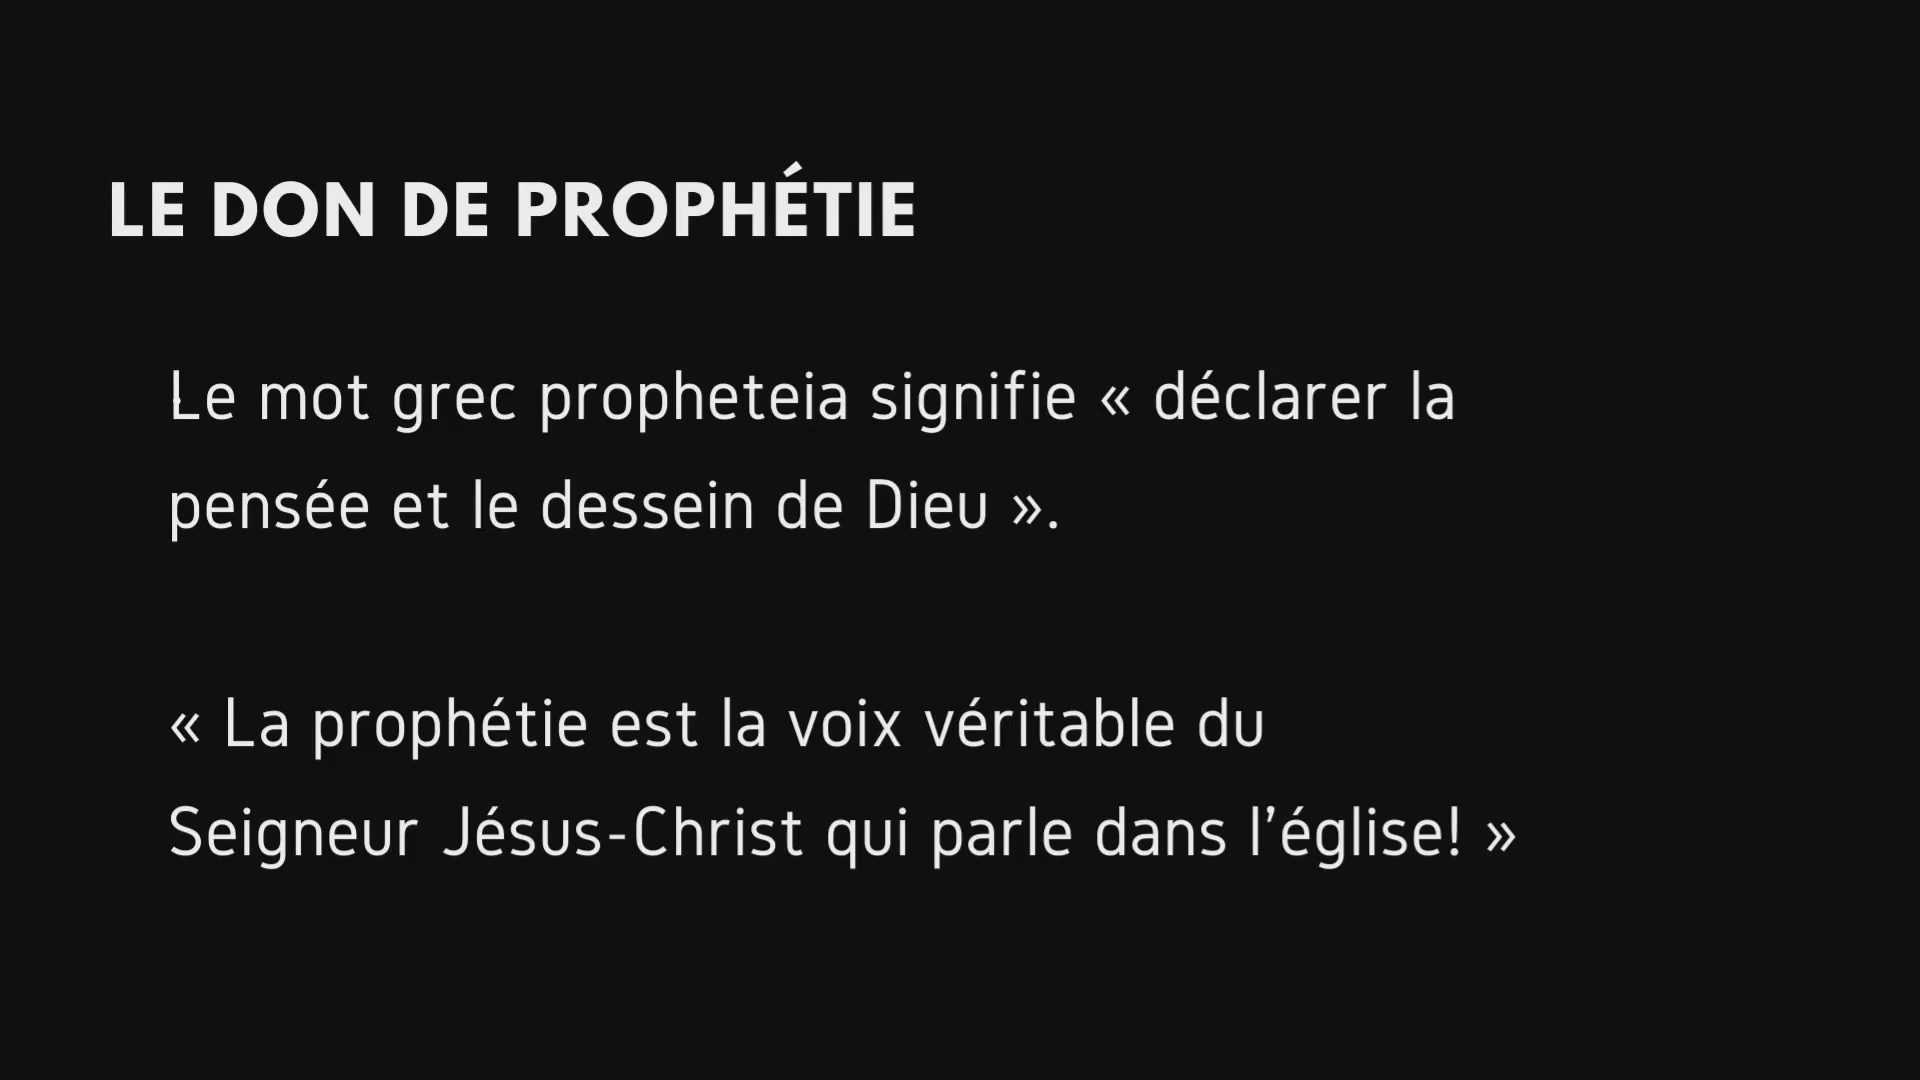 LE DON DE PROPHÉTIE
Le mot grec propheteia signifie « déclarer la
pensée et le dessein de Dieu ».
« La prophétie est la voix véritable du
Seigneur Jésus-Christ qui parle dans l’église! »